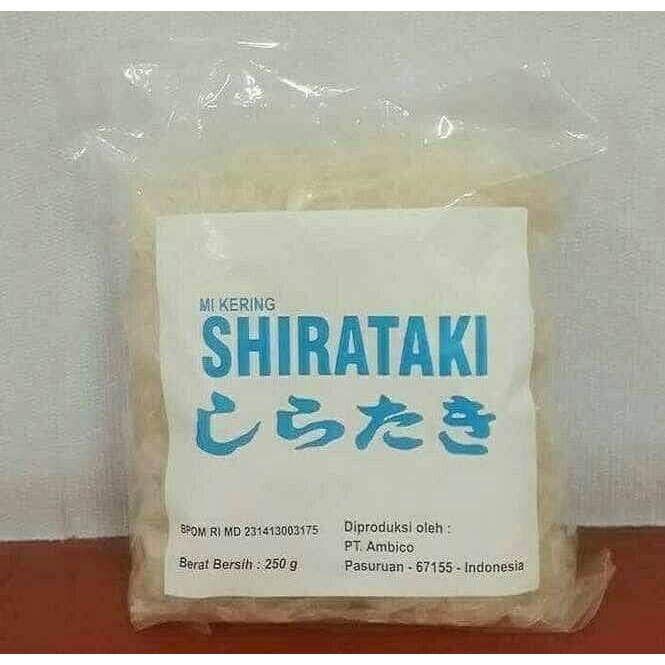 MI KERING
SHIRATAKI
しらたき
BPOM RI MD 231413003175
Berat Bersih : 250 g
Diproduksi oleh :
PT. Ambico
Pasuruan - 67155 - Indonesia